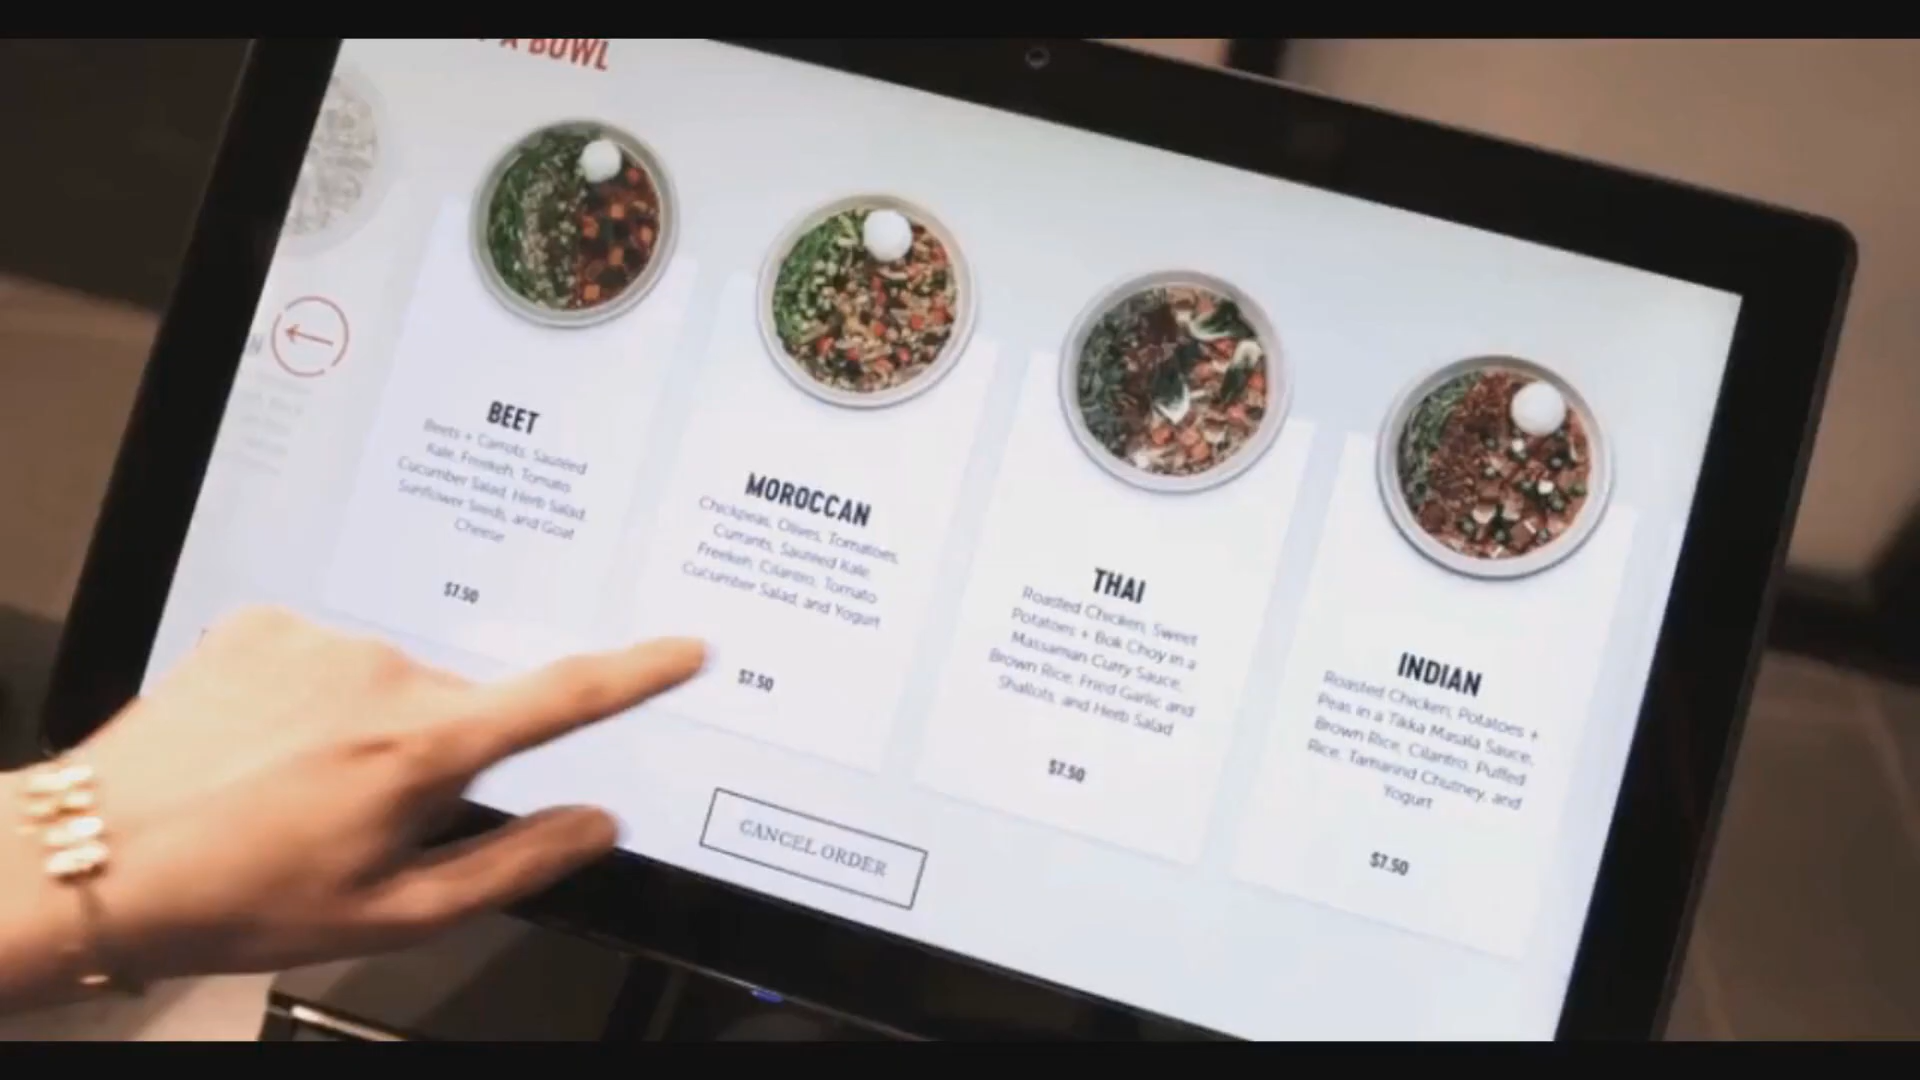 A BOWL
BEET
Beets + Carrots, Sauteed
Kale, Freekeh, Tomato
Cucumber Salad, Herb Salad,
Sunflower Seeds, and Goat
Cheese
$7.50
MOROCCAN
Chickpeas, Olives, Tomatoes,
Currants, Sauteed Kale,
Freekeh, Cilantro, Tomato
Cucumber Salad, and Yogurt
$7.50
THAI
Roasted Chicken, Sweet
Potatoes + Bok Choy in a
Massaman Curry Sauce,
Brown Rice, Fried Garlic and
Shallots, and Herb Salad
$7.50
INDIAN
Roasted Chicken, Potatoes +
Peas in a Tikka Masala Sauce,
Brown Rice, Cilantro, Puffed
Rice, Tamarind Chutney, and
Yogurt
$7.50
CANCEL ORDER